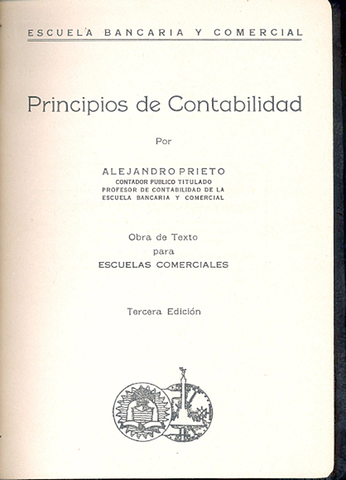 ESCUELA BANCARIA Y COMERCIAL
Principios de Contabilidad
Por
ALEJANDRO PRIETO
CONTADOR PUBLICO TITULADO
PROFESOR DE CONTABILIDAD DE LA
ESCUELA BANCARIA Y COMERCIAL
Obra de Texto
para
ESCUELAS COMERCIALES
Tercera Edición